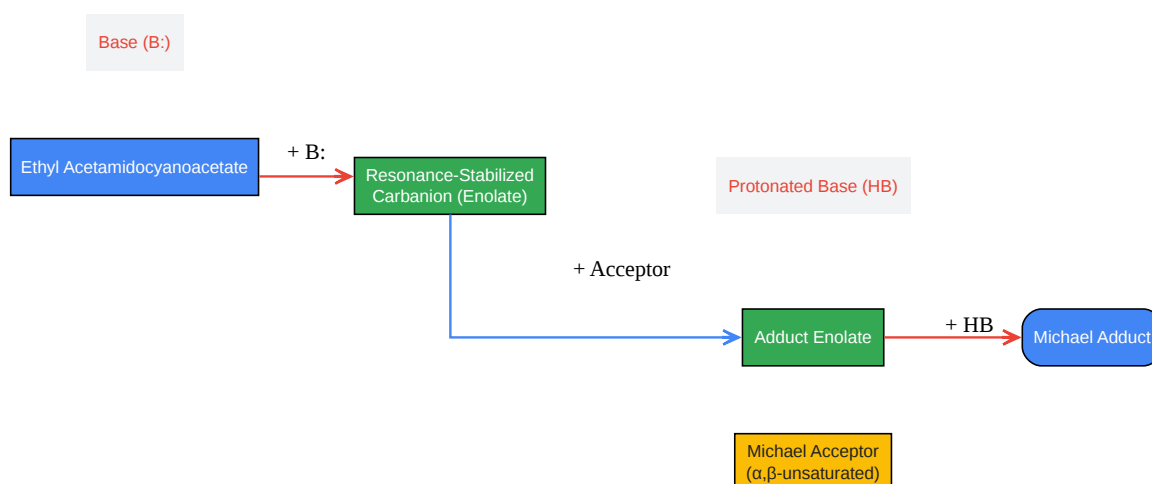 Base (B:)
Ethyl Acetamidocyanoacetate
+ B:
Resonance-Stabilized
Carbanion (Enolate)
Protonated Base (HB)
+ Acceptor
Adduct Enolate
+ HB
Michael Adduct
Michael Acceptor
(α,β-unsaturated)